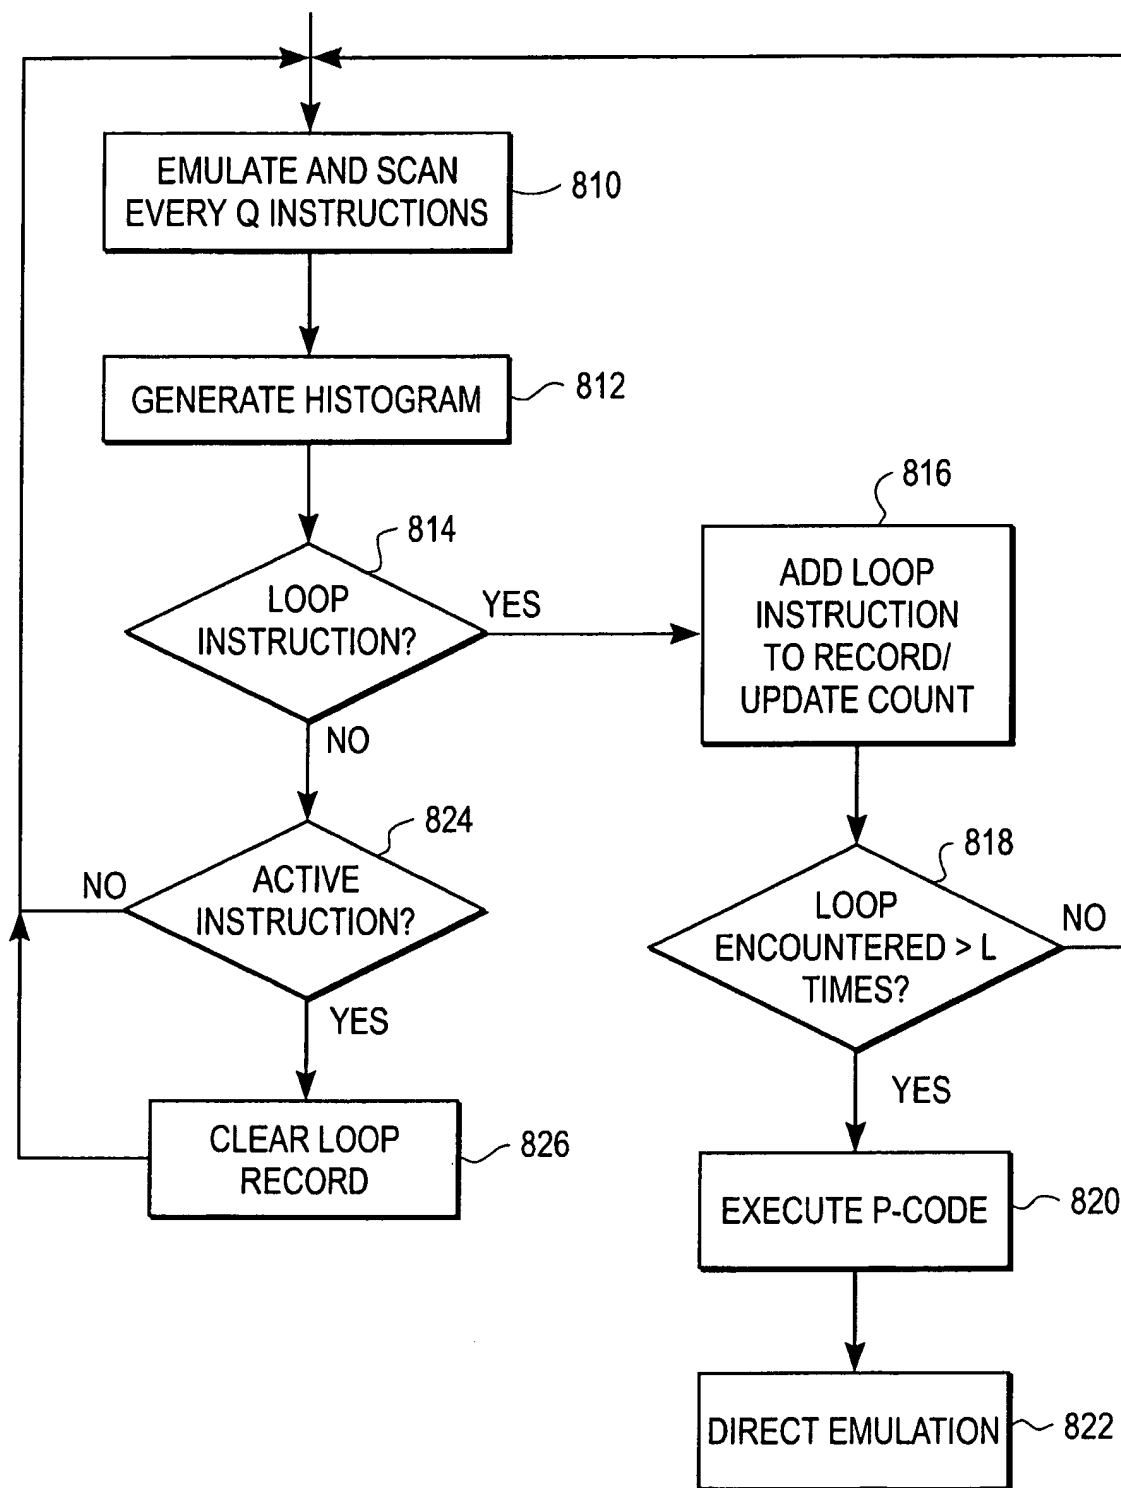 EMULATE AND SCAN
EVERY Q INSTRUCTIONS
810
GENERATE HISTOGRAM
812
814
LOOP
INSTRUCTION?
YES
NO
816
ADD LOOP
INSTRUCTION
TO RECORD/
UPDATE COUNT
824
ACTIVE
INSTRUCTION?
NO
YES
818
LOOP
ENCOUNTERED > L
TIMES?
NO
YES
CLEAR LOOP
RECORD
826
EXECUTE P-CODE
820
DIRECT EMULATION
822